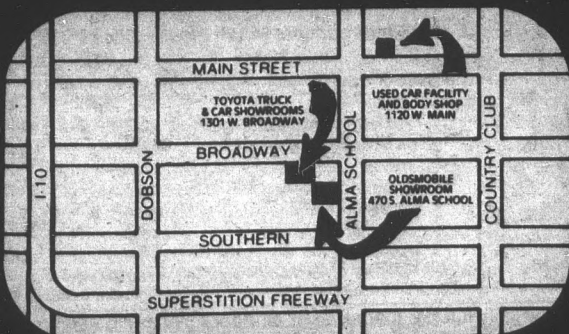 MAIN STREET
TOYOTA TRUCK
& CAR SHOWROOMS
1301 W. BROADWAY
USED CAR FACILITY
AND BODY SHOP
1120 W. MAIN
BROADWAY
I-10
DOBSON
ALMA SCHOOL
COUNTRY CLUB
OLDSMOBILE
SHOWROOM
470 S. ALMA SCHOOL
SOUTHERN
SUPERSTITION FREEWAY